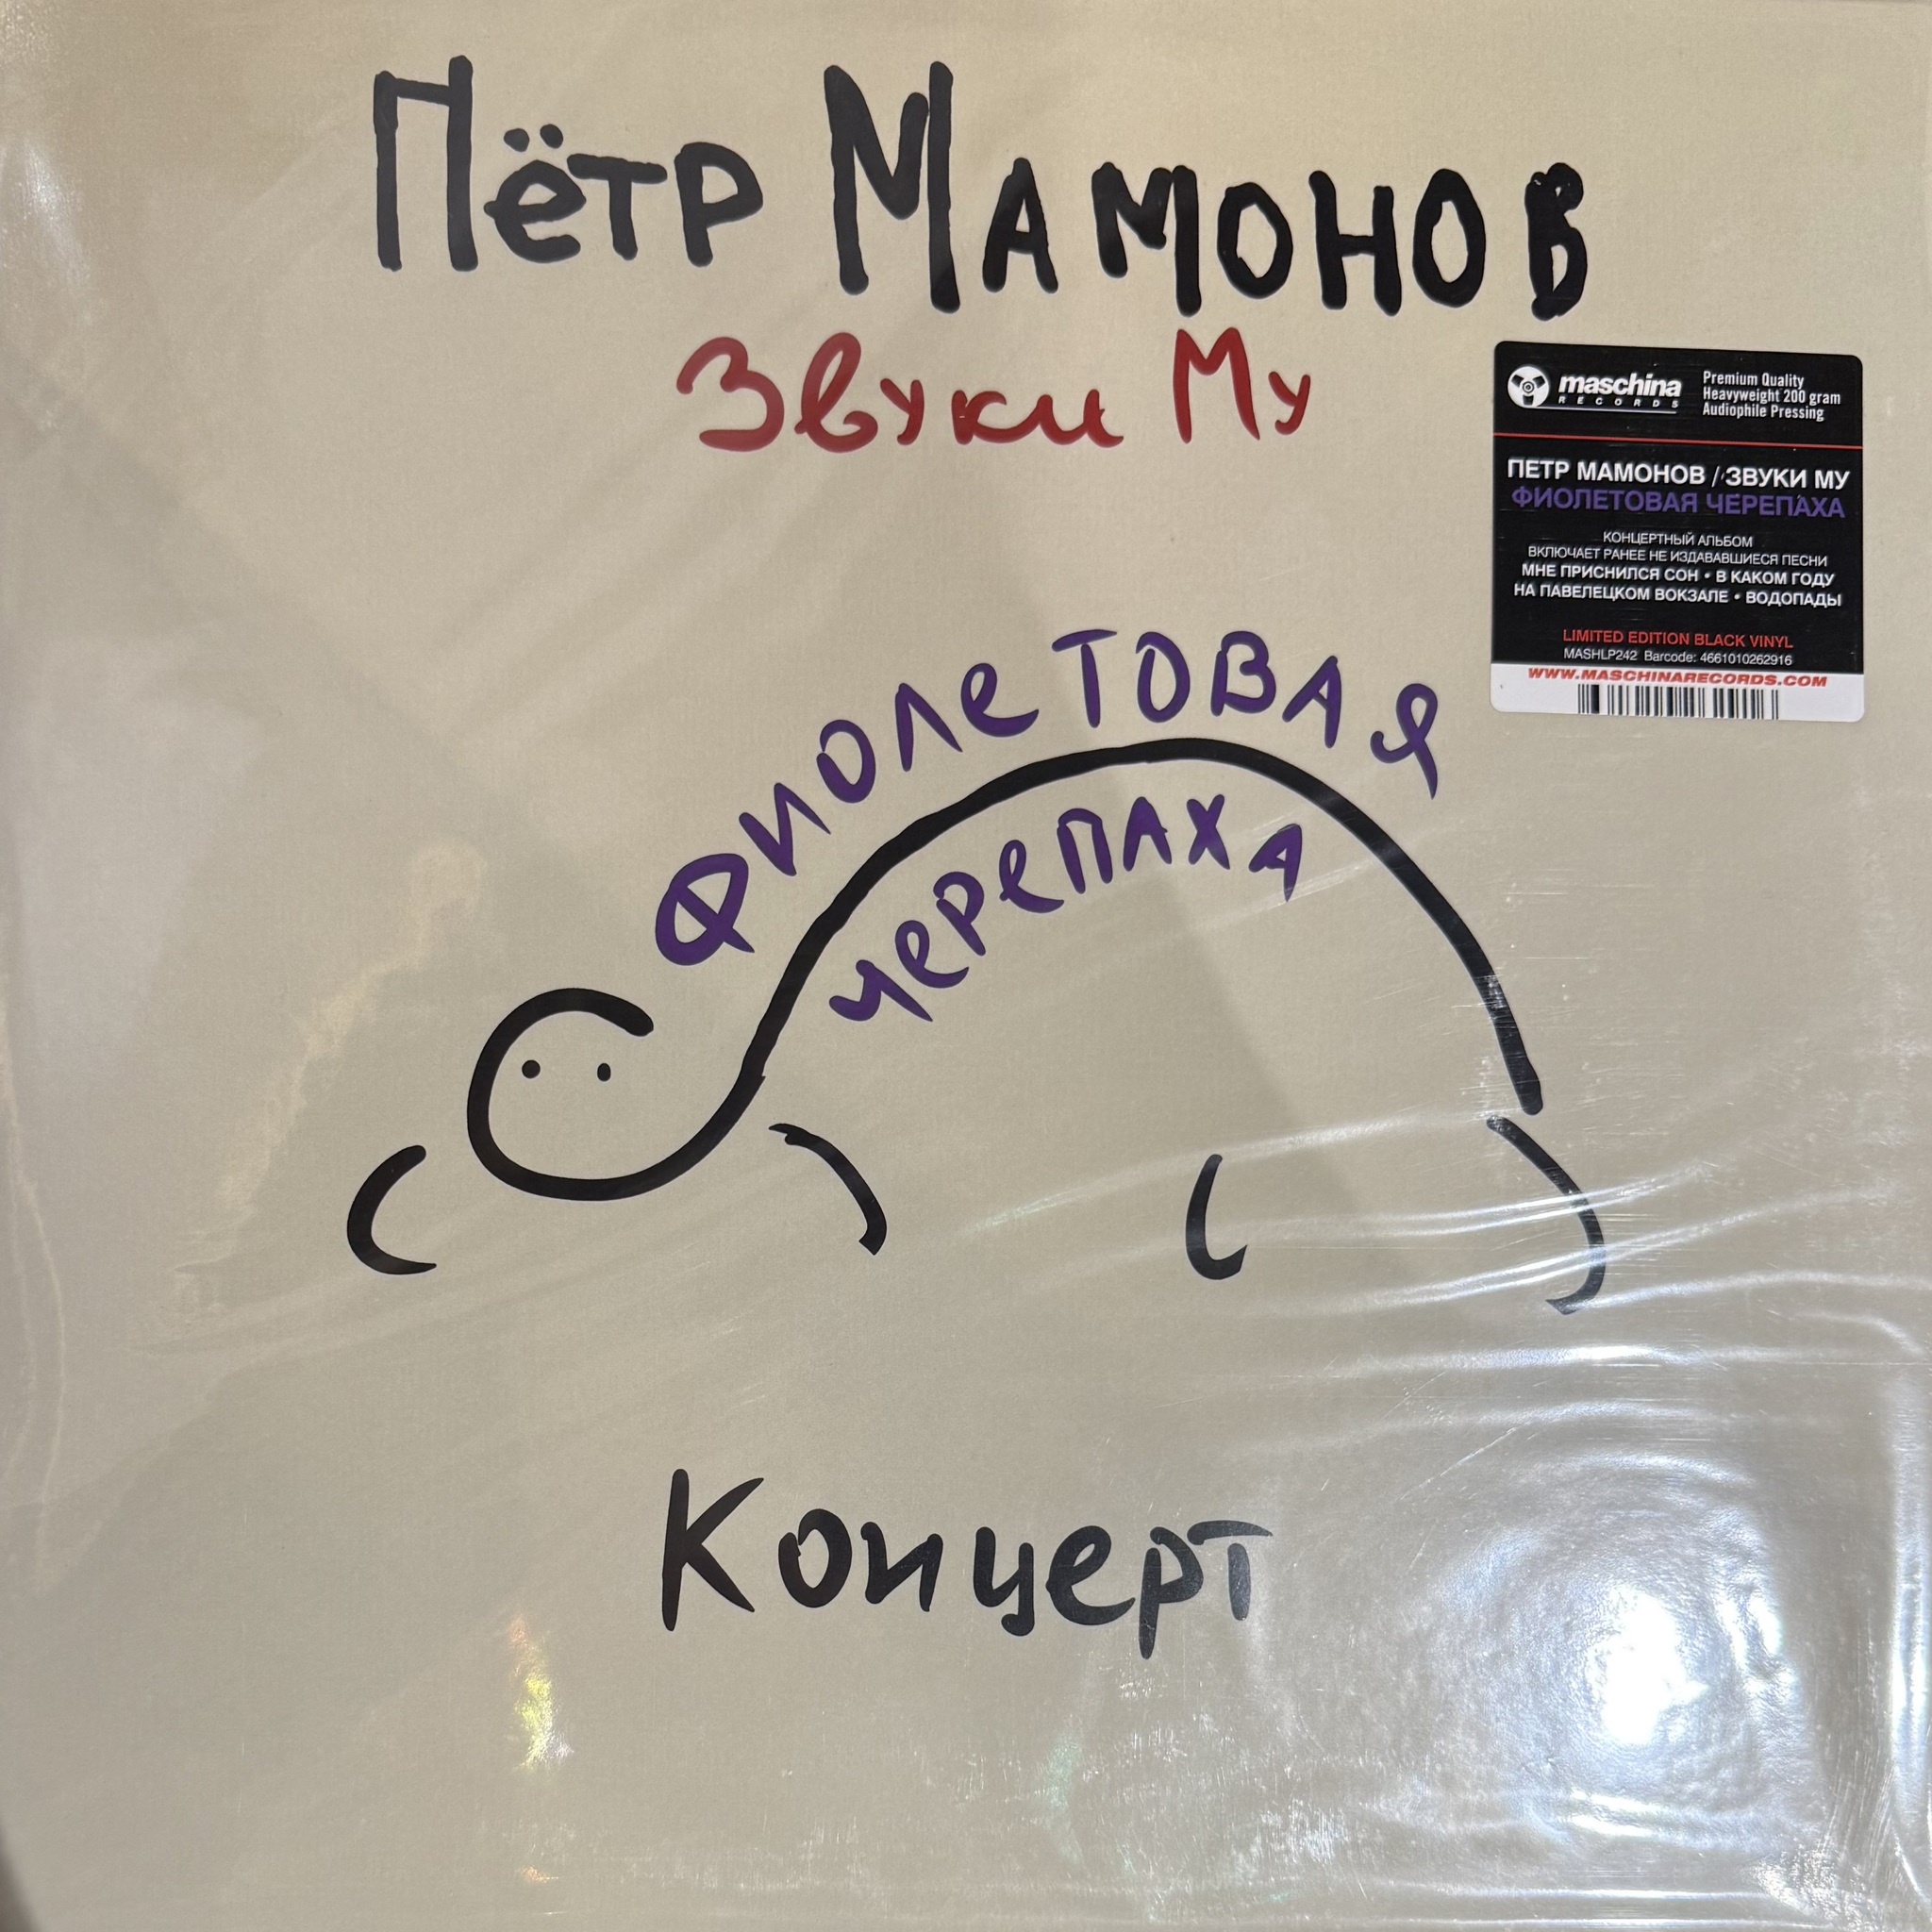 Пётр Мамонов
Звуки Му
maschina
RECORDS
Premium Quality
Heavyweight 200 gram
Audiophile Pressing
ПЕТР МАМОНОВ / ЗВУКИ МУ
ФИОЛЕТОВАЯ ЧЕРЕПАХА
КОНЦЕРТНЫЙ АЛЬБОМ
ВКЛЮЧАЕТ РАНЕЕ НЕ ИЗДАВАВШИЕСЯ ПЕСНИ
МНЕ ПРИСНИЛСЯ СОН • В КАКОМ ГОДУ
НА ПАВЕЛЕЦКОМ ВОКЗАЛЕ • ВОДОПАДЫ
LIMITED EDITION BLACK VINYL
MASHLP242 Barcode: 4661010262916
WWW.MASCHINARECORDS.COM
Фиолетовая
черепаха
Концерт